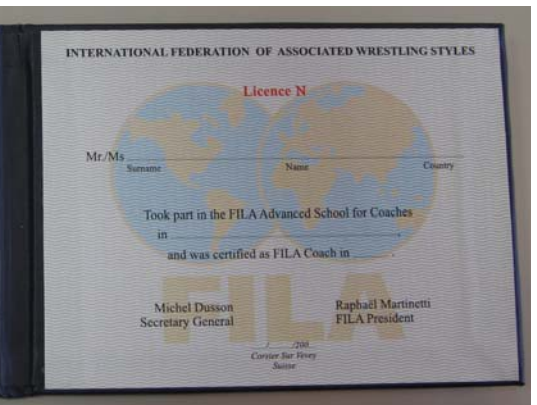 INTERNATIONAL FEDERATION OF ASSOCIATED WRESTLING STYLES
Licence N
Mr./Ms
Surname Name Country
Took part in the FILA Advanced School for Coaches
in .
and was certified as FILA Coach in .
FILA
Michel Dusson Raphaël Martinetti
Secretary General FILA President
/ /200
Corsier Sur Vevey
Suisse